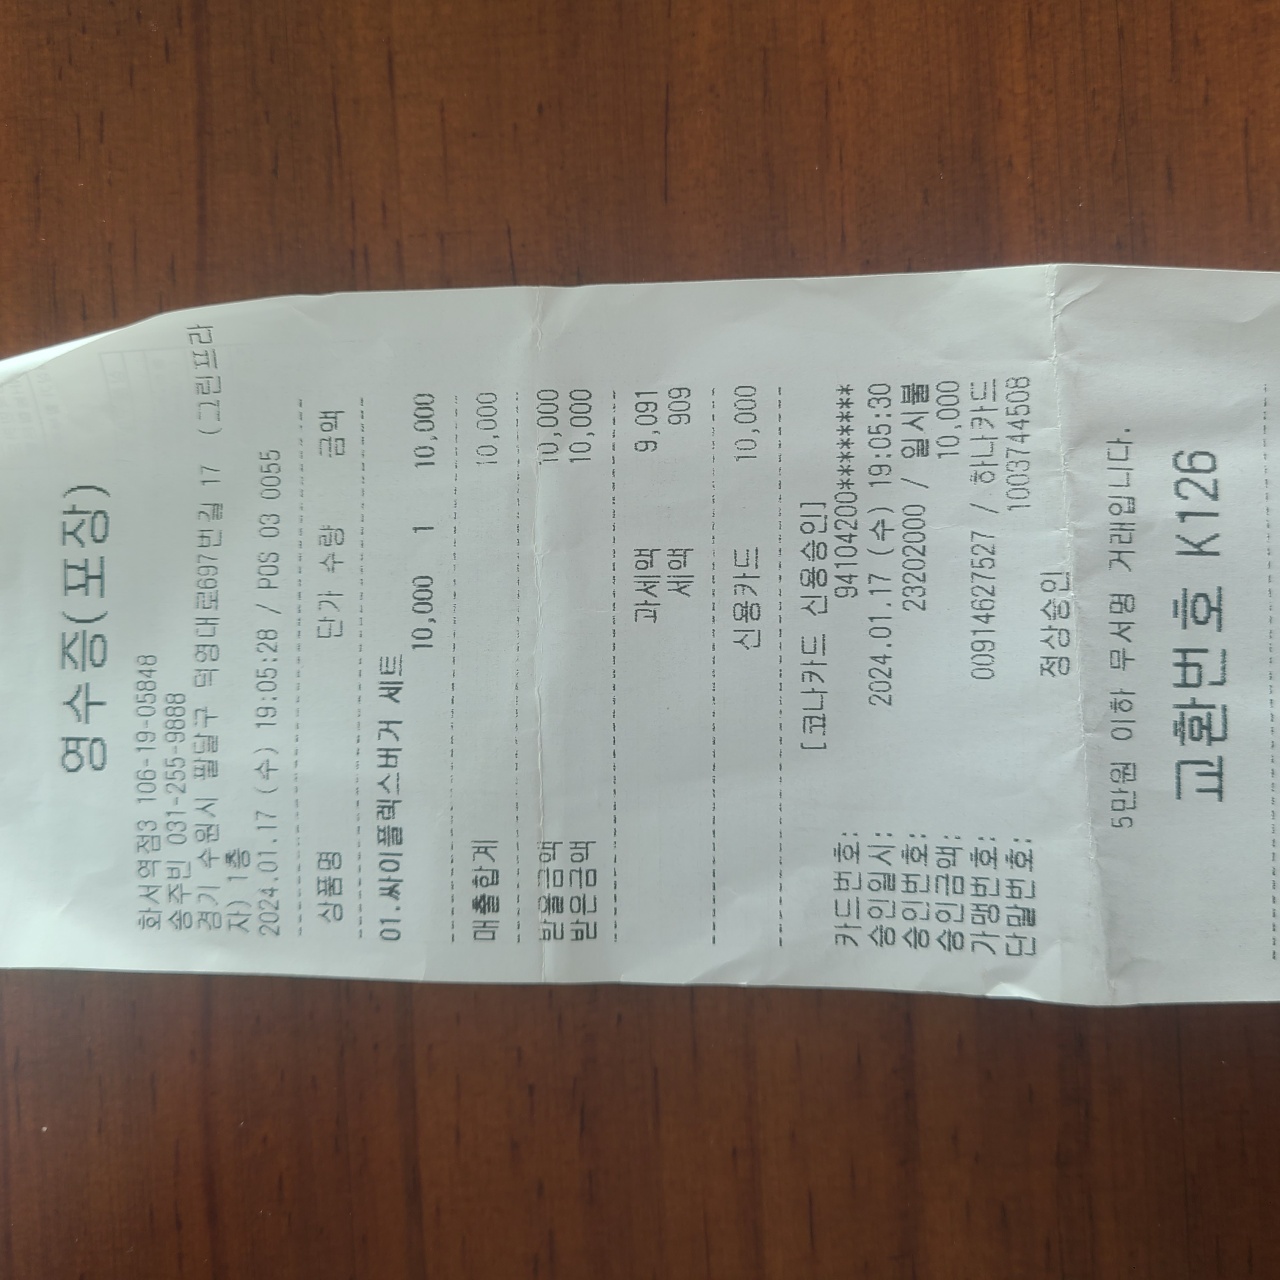 영수증(포장)
화서역점3 106-19-05848
송주빈 031-255-9888
경기 수원시 팔달구 덕영대로697번길 17 (그린프라
자) 1층
2024.01.17 (수) 19:05:28 / POS 03 0055
상품명 단가 수량 금액
01.싸이플렉스버거 세트
10,000 1 10,000
매출합계 10,000
받을금액 10,000
받은금액 10,000
과세액 9,091
세액 909
신용카드 10,000
[코나카드 신용승인]
카드번호: 94104200********
승인일시: 2024.01.17 (수) 19:05:30
승인번호: 23202000 / 일시불
승인금액: 10,000
가맹번호: 00914627527 / 하나카드
단말번호: 1003744508
정상승인
5만원 이하 무서명 거래입니다.
교환번호 K126